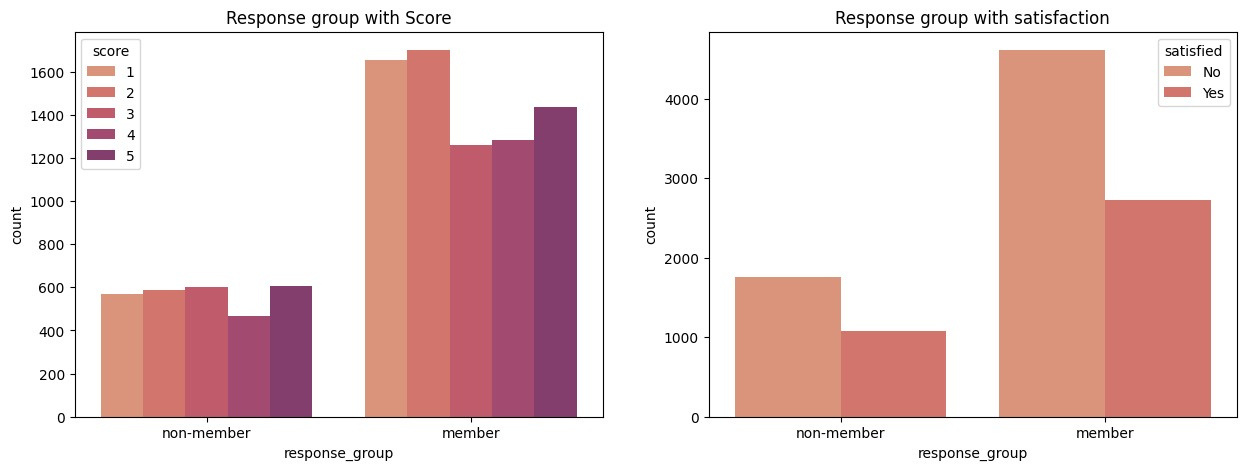 Response group with Score
score
1
2
3
4
5
1600
1400
1200
1000
800
600
400
200
0
count
non-member
member
response_group
Response group with satisfaction
satisfied
No
Yes
4000
3000
2000
1000
0
count
non-member
member
response_group